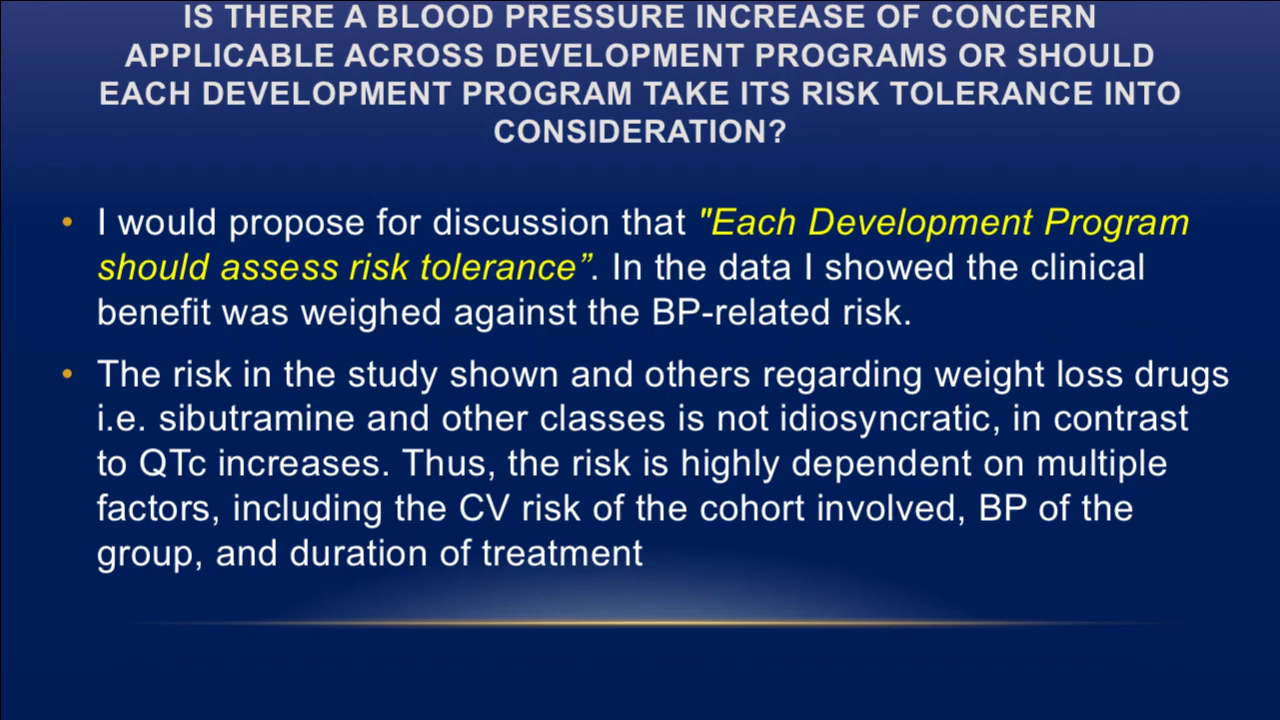 IS THERE A BLOOD PRESSURE INCREASE OF CONCERN
APPLICABLE ACROSS DEVELOPMENT PROGRAMS OR SHOULD
EACH DEVELOPMENT PROGRAM TAKE ITS RISK TOLERANCE INTO
CONSIDERATION?
• I would propose for discussion that "Each Development Program
should assess risk tolerance”. In the data I showed the clinical
benefit was weighed against the BP-related risk.
• The risk in the study shown and others regarding weight loss drugs
i.e. sibutramine and other classes is not idiosyncratic, in contrast
to QTc increases. Thus, the risk is highly dependent on multiple
factors, including the CV risk of the cohort involved, BP of the
group, and duration of treatment